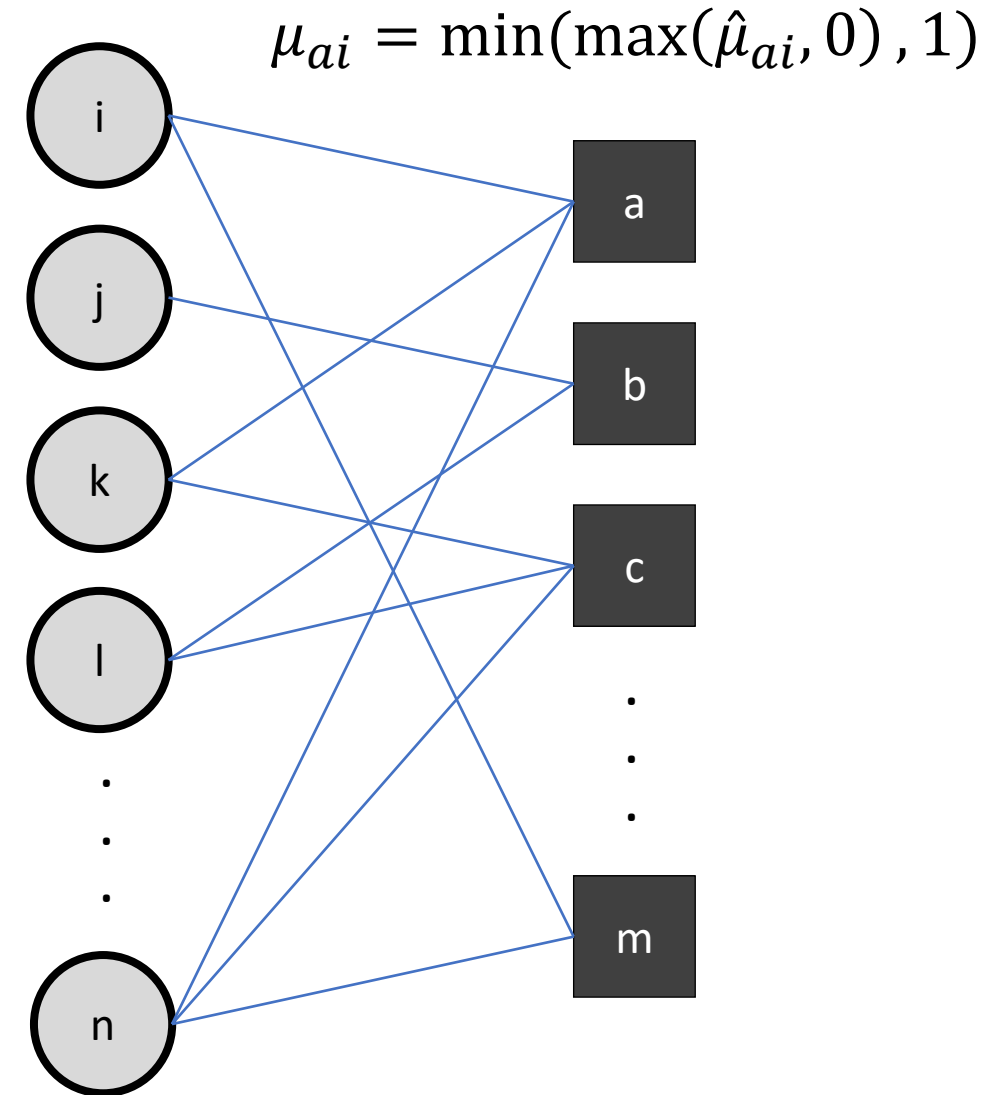 μ_ai = min(max(μ̂_ai, 0) , 1)
i
a
j
b
k
c
l
.
.
.
.
.
.
m
n